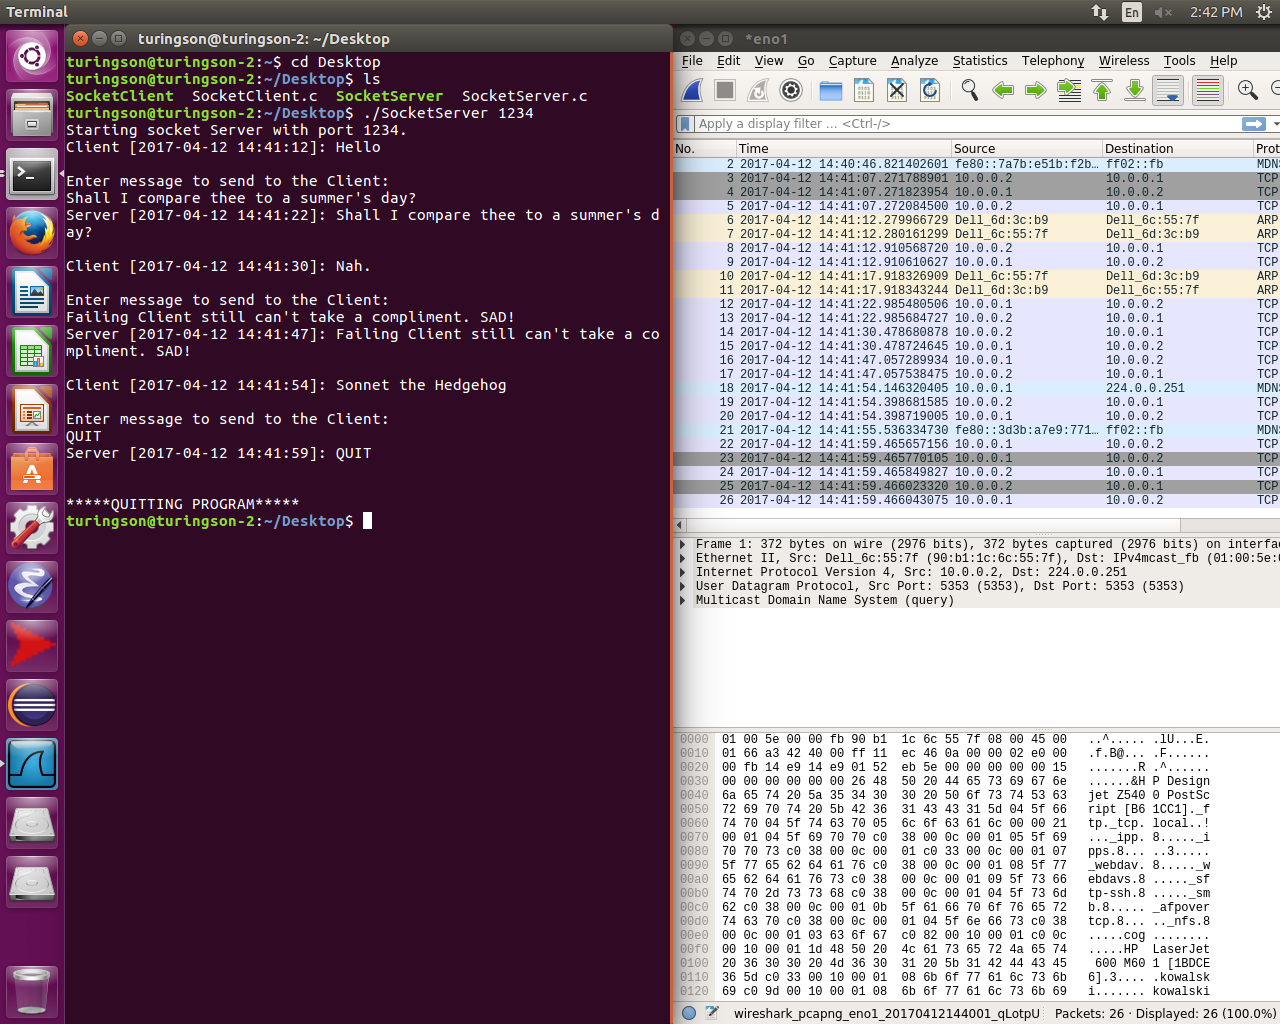 Terminal
En
2:42 PM
turingson@turingson-2: ~/Desktop
turingson@turingson-2:~$ cd Desktop
turingson@turingson-2:~/Desktop$ ls
SocketClient  SocketClient.c  SocketServer  SocketServer.c
turingson@turingson-2:~/Desktop$ ./SocketServer 1234
Starting socket Server with port 1234.
Client [2017-04-12 14:41:12]: Hello
Enter message to send to the Client:
Shall I compare thee to a summer's day?
Server [2017-04-12 14:41:22]: Shall I compare thee to a summer's d
ay?
Client [2017-04-12 14:41:30]: Nah.
Enter message to send to the Client:
Failing Client still can't take a compliment. SAD!
Server [2017-04-12 14:41:47]: Failing Client still can't take a co
mpliment. SAD!
Client [2017-04-12 14:41:54]: Sonnet the Hedgehog
Enter message to send to the Client:
QUIT
Server [2017-04-12 14:41:59]: QUIT
*****QUITTING PROGRAM*****
turingson@turingson-2:~/Desktop$
*eno1
File Edit View Go Capture Analyze Statistics Telephony Wireless Tools Help
Apply a display filter ... <Ctrl-/>
No. Time Source Destination Prot
2 2017-04-12 14:40:46.821402601 fe80::7a7b:e51b:f2b… ff02::fb MDNS
3 2017-04-12 14:41:07.271788901 10.0.0.2 10.0.0.1 TCP
4 2017-04-12 14:41:07.271823954 10.0.0.1 10.0.0.2 TCP
5 2017-04-12 14:41:07.272084500 10.0.0.2 10.0.0.1 TCP
6 2017-04-12 14:41:12.279966729 Dell_6d:3c:b9 Dell_6c:55:7f ARP
7 2017-04-12 14:41:12.280161299 Dell_6c:55:7f Dell_6d:3c:b9 ARP
8 2017-04-12 14:41:12.910568720 10.0.0.2 10.0.0.1 TCP
9 2017-04-12 14:41:12.910610627 10.0.0.1 10.0.0.2 TCP
10 2017-04-12 14:41:17.918326909 Dell_6c:55:7f Dell_6d:3c:b9 ARP
11 2017-04-12 14:41:17.918343244 Dell_6d:3c:b9 Dell_6c:55:7f ARP
12 2017-04-12 14:41:22.985480506 10.0.0.1 10.0.0.2 TCP
13 2017-04-12 14:41:22.985684727 10.0.0.2 10.0.0.1 TCP
14 2017-04-12 14:41:30.478680878 10.0.0.2 10.0.0.1 TCP
15 2017-04-12 14:41:30.478724645 10.0.0.1 10.0.0.2 TCP
16 2017-04-12 14:41:47.057289934 10.0.0.1 10.0.0.2 TCP
17 2017-04-12 14:41:47.057538475 10.0.0.2 10.0.0.1 TCP
18 2017-04-12 14:41:54.146320405 10.0.0.1 224.0.0.251 MDNS
19 2017-04-12 14:41:54.398681585 10.0.0.2 10.0.0.1 TCP
20 2017-04-12 14:41:54.398719005 10.0.0.1 10.0.0.2 TCP
21 2017-04-12 14:41:55.536334730 fe80::3d3b:a7e9:771… ff02::fb MDNS
22 2017-04-12 14:41:59.465657156 10.0.0.1 10.0.0.2 TCP
23 2017-04-12 14:41:59.465770105 10.0.0.1 10.0.0.2 TCP
24 2017-04-12 14:41:59.465849827 10.0.0.2 10.0.0.1 TCP
25 2017-04-12 14:41:59.466023320 10.0.0.2 10.0.0.1 TCP
26 2017-04-12 14:41:59.466043075 10.0.0.1 10.0.0.2 TCP
Frame 1: 372 bytes on wire (2976 bits), 372 bytes captured (2976 bits) on interfac
Ethernet II, Src: Dell_6c:55:7f (90:b1:1c:6c:55:7f), Dst: IPv4mcast_fb (01:00:5e:0
Internet Protocol Version 4, Src: 10.0.0.2, Dst: 224.0.0.251
User Datagram Protocol, Src Port: 5353 (5353), Dst Port: 5353 (5353)
Multicast Domain Name System (query)
0000 01 00 5e 00 00 fb 90 b1 1c 6c 55 7f 08 00 45 00 ..^..... .lU...E.
0010 01 66 a3 42 40 00 ff 11 ec 46 0a 00 00 02 e0 00 .f.B@... .F......
0020 00 fb 14 e9 14 e9 01 52 eb 5e 00 00 00 00 00 15 .......R .^......
0030 00 00 00 00 00 00 26 48 50 20 44 65 73 69 67 6e ......&H P Design
0040 6a 65 74 20 5a 35 34 30 30 20 50 6f 73 74 53 63 jet Z540 0 PostSc
0050 72 69 70 74 20 5b 42 36 31 43 43 31 5d 04 5f 66 ript [B6 1CC1]._f
0060 74 70 04 5f 74 63 70 05 6c 6f 63 61 6c 00 00 21 tp._tcp. local..!
0070 00 01 04 5f 69 70 70 c0 38 00 0c 00 01 05 5f 69 ..._ipp. 8....._i
0080 70 70 73 c0 38 00 0c 00 01 c0 33 00 0c 00 01 07 pps.8... ..3.....
0090 5f 77 65 62 64 61 76 c0 38 00 0c 00 01 08 5f 77 _webdav. 8....._w
00a0 65 62 64 61 76 73 c0 38 00 0c 00 01 09 5f 73 66 ebdavs.8 ....._sf
00b0 74 70 2d 73 73 68 c0 38 00 0c 00 01 04 5f 73 6d tp-ssh.8 ....._sm
00c0 62 c0 38 00 0c 00 01 0b 5f 61 66 70 6f 76 65 72 b.8..... _afpover
00d0 74 63 70 c0 38 00 0c 00 01 04 5f 6e 66 73 c0 38 tcp.8... .._nfs.8
00e0 00 0c 00 01 03 63 6f 67 c0 82 00 10 00 01 c0 0c .....cog ........
00f0 00 10 00 01 1d 48 50 20 4c 61 73 65 72 4a 65 74 .....HP  LaserJet
0100 20 36 30 30 20 4d 36 30 31 20 5b 31 42 44 43 45  600 M60 1 [1BDCE
0110 36 5d c0 33 00 10 00 01 08 6b 6f 77 61 6c 73 6b 6].3.... .kowalsk
0120 69 c0 9d 00 10 00 01 08 6b 6f 77 61 6c 73 6b 69 i....... kowalski
wireshark_pcapng_eno1_20170412144001_qLotpU
Packets: 26 · Displayed: 26 (100.0%)